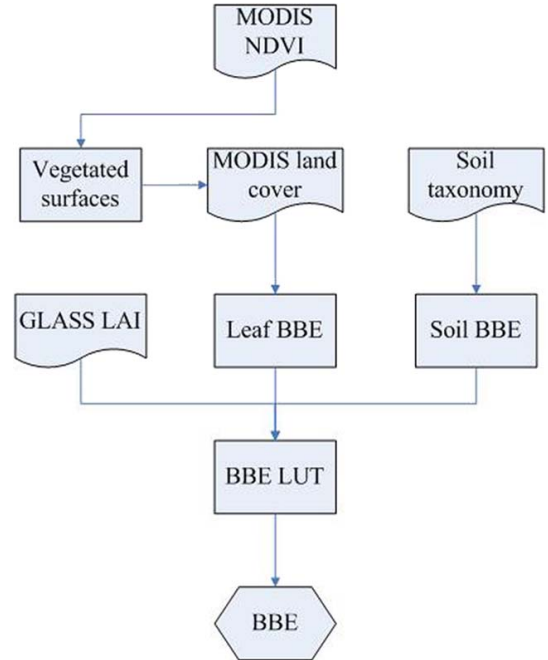 MODIS
NDVI
Vegetated
surfaces
MODIS land
cover
Soil
taxonomy
GLASS LAI
Leaf BBE
Soil BBE
BBE LUT
BBE